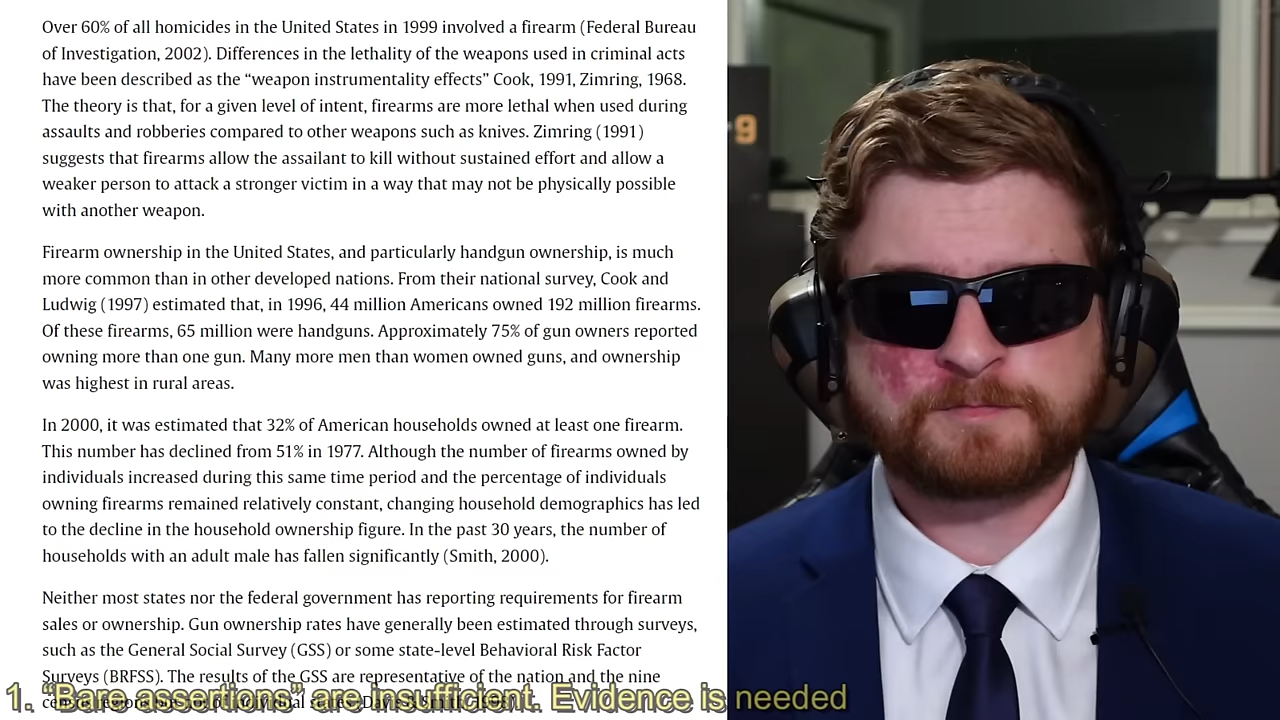 Over 60% of all homicides in the United States in 1999 involved a firearm (Federal Bureau
of Investigation, 2002). Differences in the lethality of the weapons used in criminal acts
have been described as the “weapon instrumentality effects” Cook, 1991, Zimring, 1968.
The theory is that, for a given level of intent, firearms are more lethal when used during
assaults and robberies compared to other weapons such as knives. Zimring (1991)
suggests that firearms allow the assailant to kill without sustained effort and allow a
weaker person to attack a stronger victim in a way that may not be physically possible
with another weapon.
Firearm ownership in the United States, and particularly handgun ownership, is much
more common than in other developed nations. From their national survey, Cook and
Ludwig (1997) estimated that, in 1996, 44 million Americans owned 192 million firearms.
Of these firearms, 65 million were handguns. Approximately 75% of gun owners reported
owning more than one gun. Many more men than women owned guns, and ownership
was highest in rural areas.
In 2000, it was estimated that 32% of American households owned at least one firearm.
This number has declined from 51% in 1977. Although the number of firearms owned by
individuals increased during this same time period and the percentage of individuals
owning firearms remained relatively constant, changing household demographics has led
to the decline in the household ownership figure. In the past 30 years, the number of
households with an adult male has fallen significantly (Smith, 2000).
Neither most states nor the federal government has reporting requirements for firearm
sales or ownership. Gun ownership rates have generally been estimated through surveys,
such as the General Social Survey (GSS) or some state-level Behavioral Risk Factor
Surveys (BRFSS). The results of the GSS are representative of the nation and the nine
1. “Bare assertions” are insufficient. Evidence is needed
9